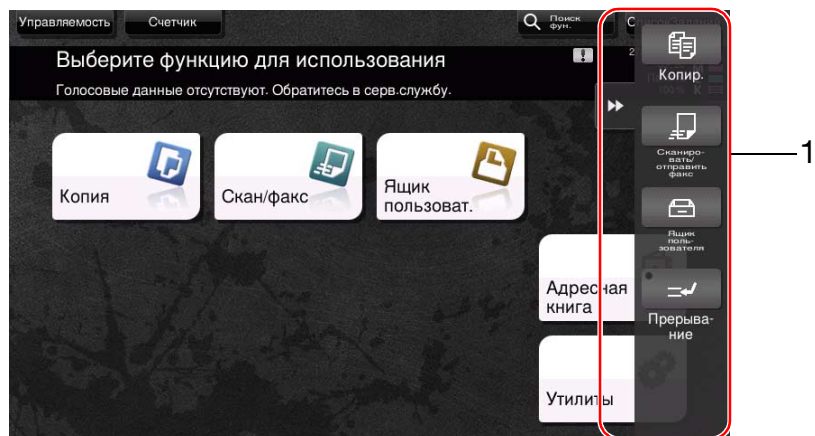 Управляемость Счетчик Поиск
фун.
Выберите функцию для использования
Голосовые данные отсутствуют. Обратитесь в серв.службу.
Копир.
Сканиро-
вать/
отправить
факс
1
Копия
Скан/факс
Ящик
пользоват.
Ящик
поль-
зователя
Адресная
книга
Прерыва-
ние
Утилиты